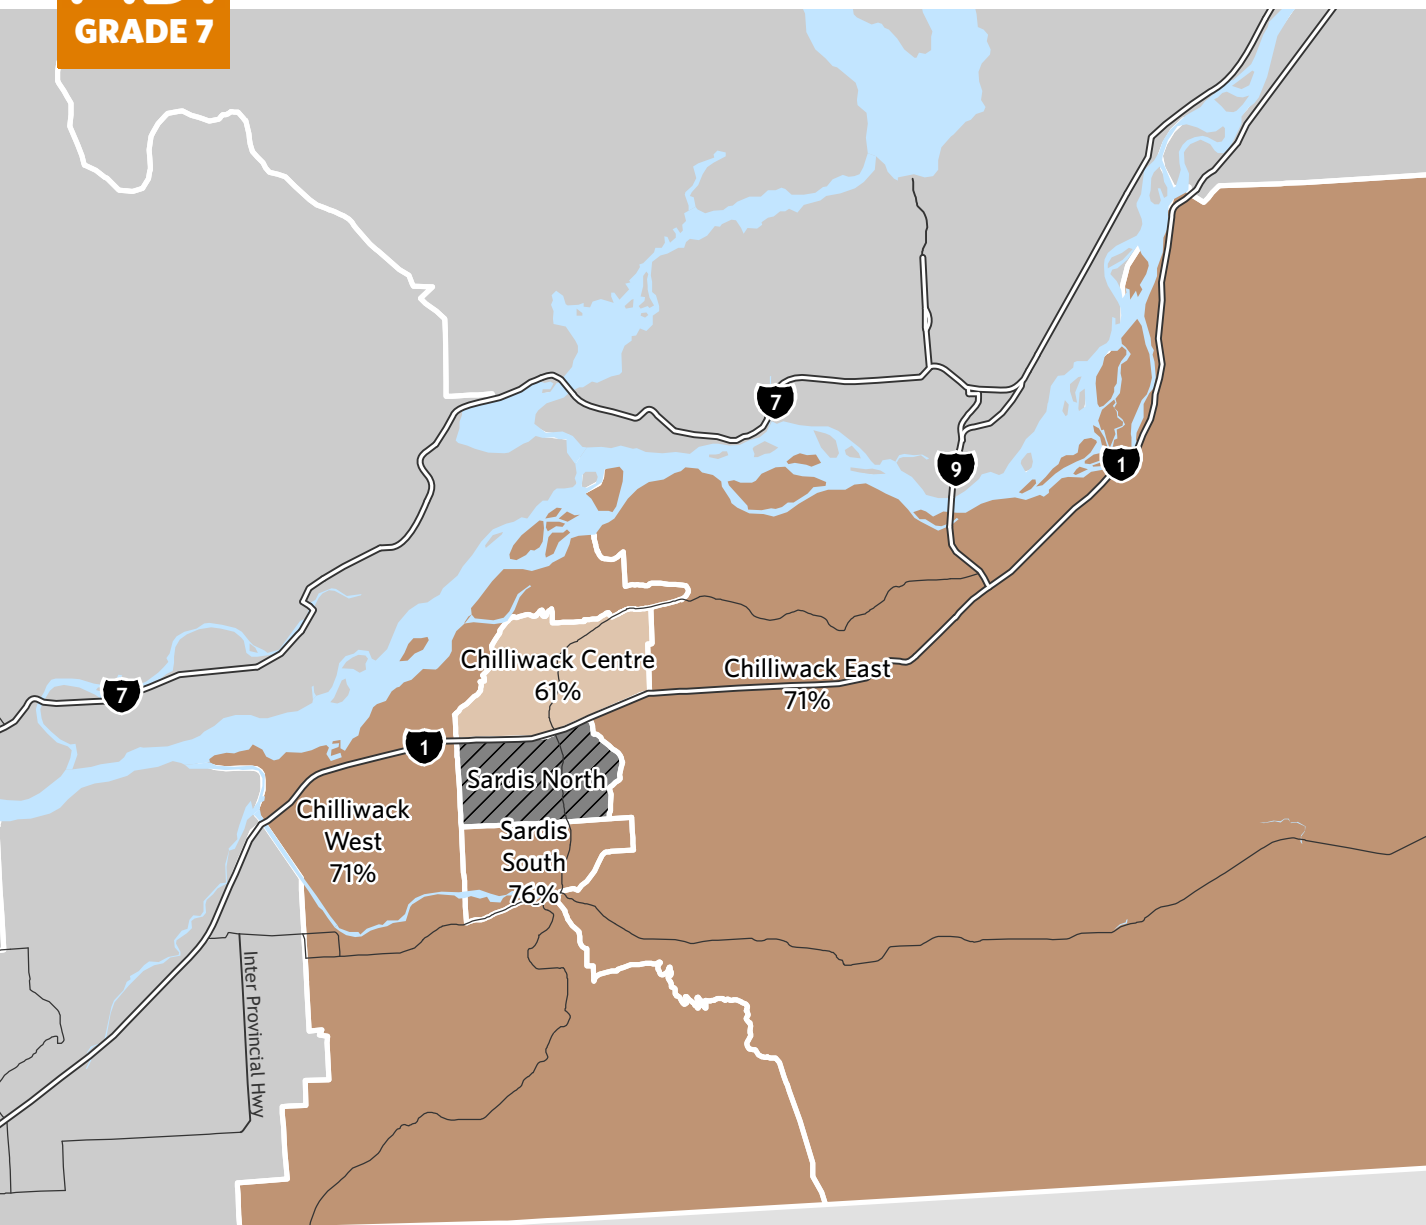 GRADE 7
7
9
1
Chilliwack Centre
61%
Chilliwack East
71%
7
1
Sardis North
Chilliwack
West
71%
Sardis
South
76%
Inter Provincial Hwy